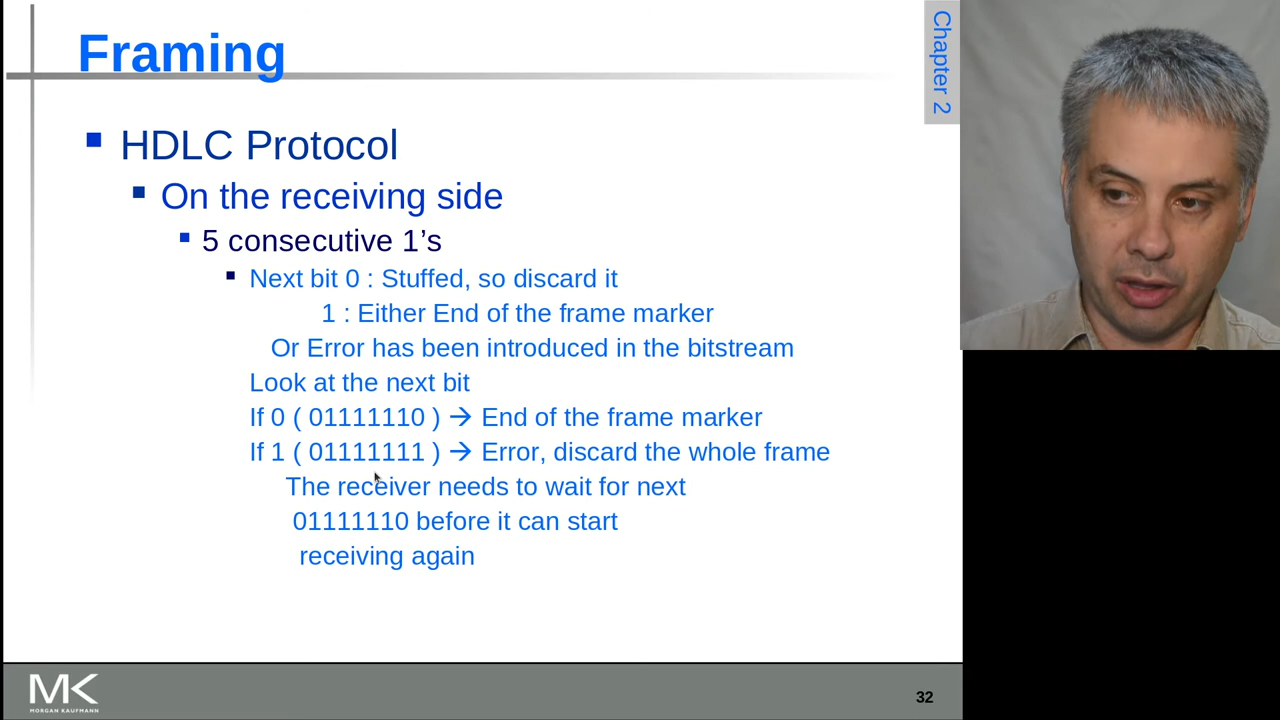 Framing
Chapter 2
HDLC Protocol
On the receiving side
5 consecutive 1’s
Next bit 0 : Stuffed, so discard it
1 : Either End of the frame marker
Or Error has been introduced in the bitstream
Look at the next bit
If 0 ( 01111110 ) → End of the frame marker
If 1 ( 01111111 ) → Error, discard the whole frame
The receiver needs to wait for next
01111110 before it can start
receiving again
MK
MORGAN KAUFMANN
32